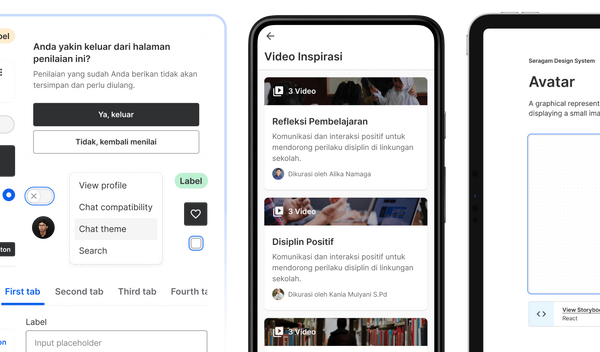 Anda yakin keluar dari halaman
penilaian ini?
Penilaian yang sudah Anda berikan tidak akan
tersimpan dan perlu diulang.
Ya, keluar
Tidak, kembali menilai
View profile
Chat compatibility
Chat theme
Search
Label
First tab
Second tab
Third tab
Fourth ta
Label
Input placeholder
Video Inspirasi
3 Video
Refleksi Pembelajaran
Komunikasi dan interaksi positif untuk
mendorong perilaku disiplin di linkungan
sekolah.
Dikurasi oleh Alika Namaga
3 Video
Disiplin Positif
Komunikasi dan interaksi positif untuk
mendorong perilaku disiplin di lingkungan
sekolah.
Dikurasi oleh Kania Mulyani S.Pd
3 Video
Seragam Design System
Avatar
A graphical represent
displaying a small ima
View Storyboo
React